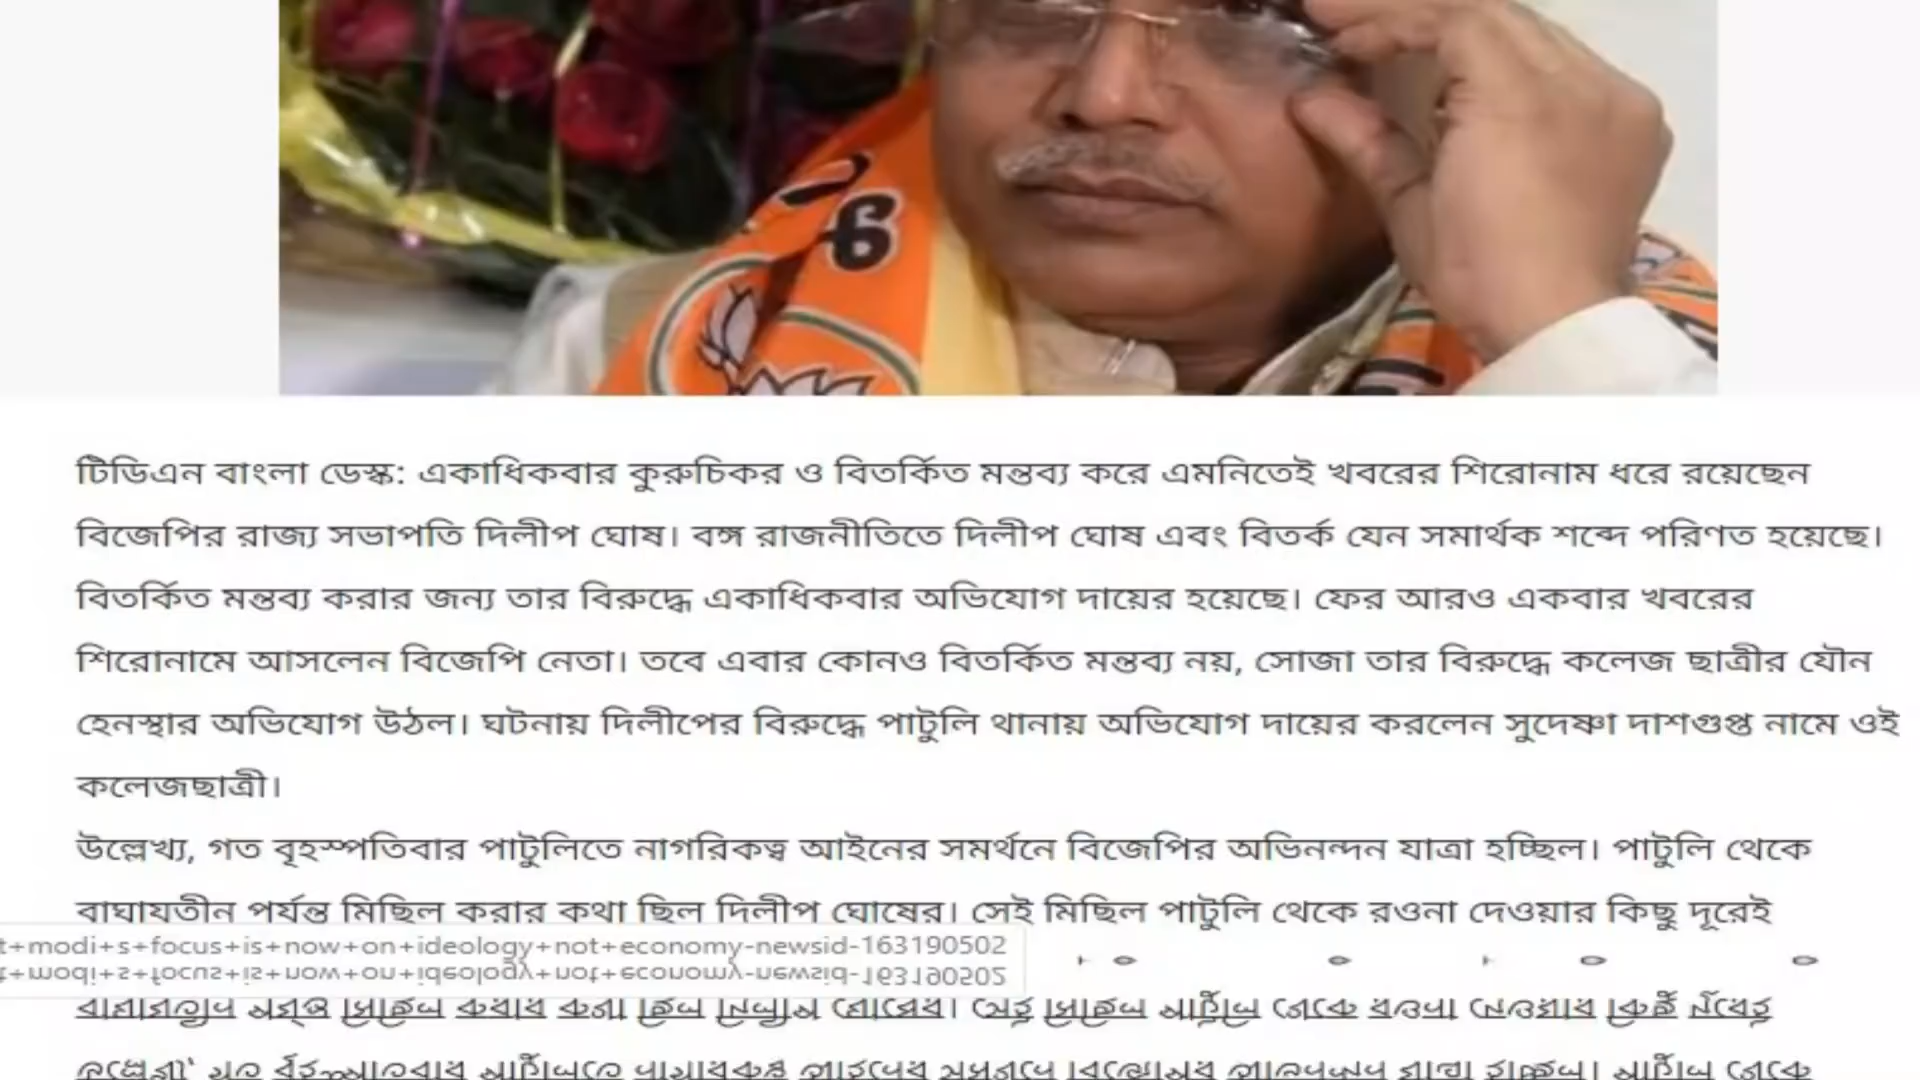 টিডিএন বাংলা ডেস্ক: একাধিকবার কুরুচিকর ও বিতর্কিত মন্তব্য করে এমনিতেই খবরের শিরোনাম ধরে রয়েছেন
বিজেপির রাজ্য সভাপতি দিলীপ ঘোষ। বঙ্গ রাজনীতিতে দিলীপ ঘোষ এবং বিতর্ক যেন সমার্থক শব্দে পরিণত হয়েছে।
বিতর্কিত মন্তব্য করার জন্য তার বিরুদ্ধে একাধিকবার অভিযোগ দায়ের হয়েছে। ফের আরও একবার খবরের
শিরোনামে আসলেন বিজেপি নেতা। তবে এবার কোনও বিতর্কিত মন্তব্য নয়, সোজা তার বিরুদ্ধে কলেজ ছাত্রীর যৌন
হেনস্থার অভিযোগ উঠল। ঘটনায় দিলীপের বিরুদ্ধে পাটুলি থানায় অভিযোগ দায়ের করলেন সুদেষ্ণা দাশগুপ্ত নামে ওই
কলেজছাত্রী।
উল্লেখ্য, গত বৃহস্পতিবার পাটুলিতে নাগরিকত্ব আইনের সমর্থনে বিজেপির অভিনন্দন যাত্রা হচ্ছিল। পাটুলি থেকে
বাঘাযতীন পর্যন্ত মিছিল করার কথা ছিল দিলীপ ঘোষের। সেই মিছিল পাটুলি থেকে রওনা দেওয়ার কিছু দূরেই
t+modi+s+focus+is+now+on+ideology+not+economy-newsid-163190502